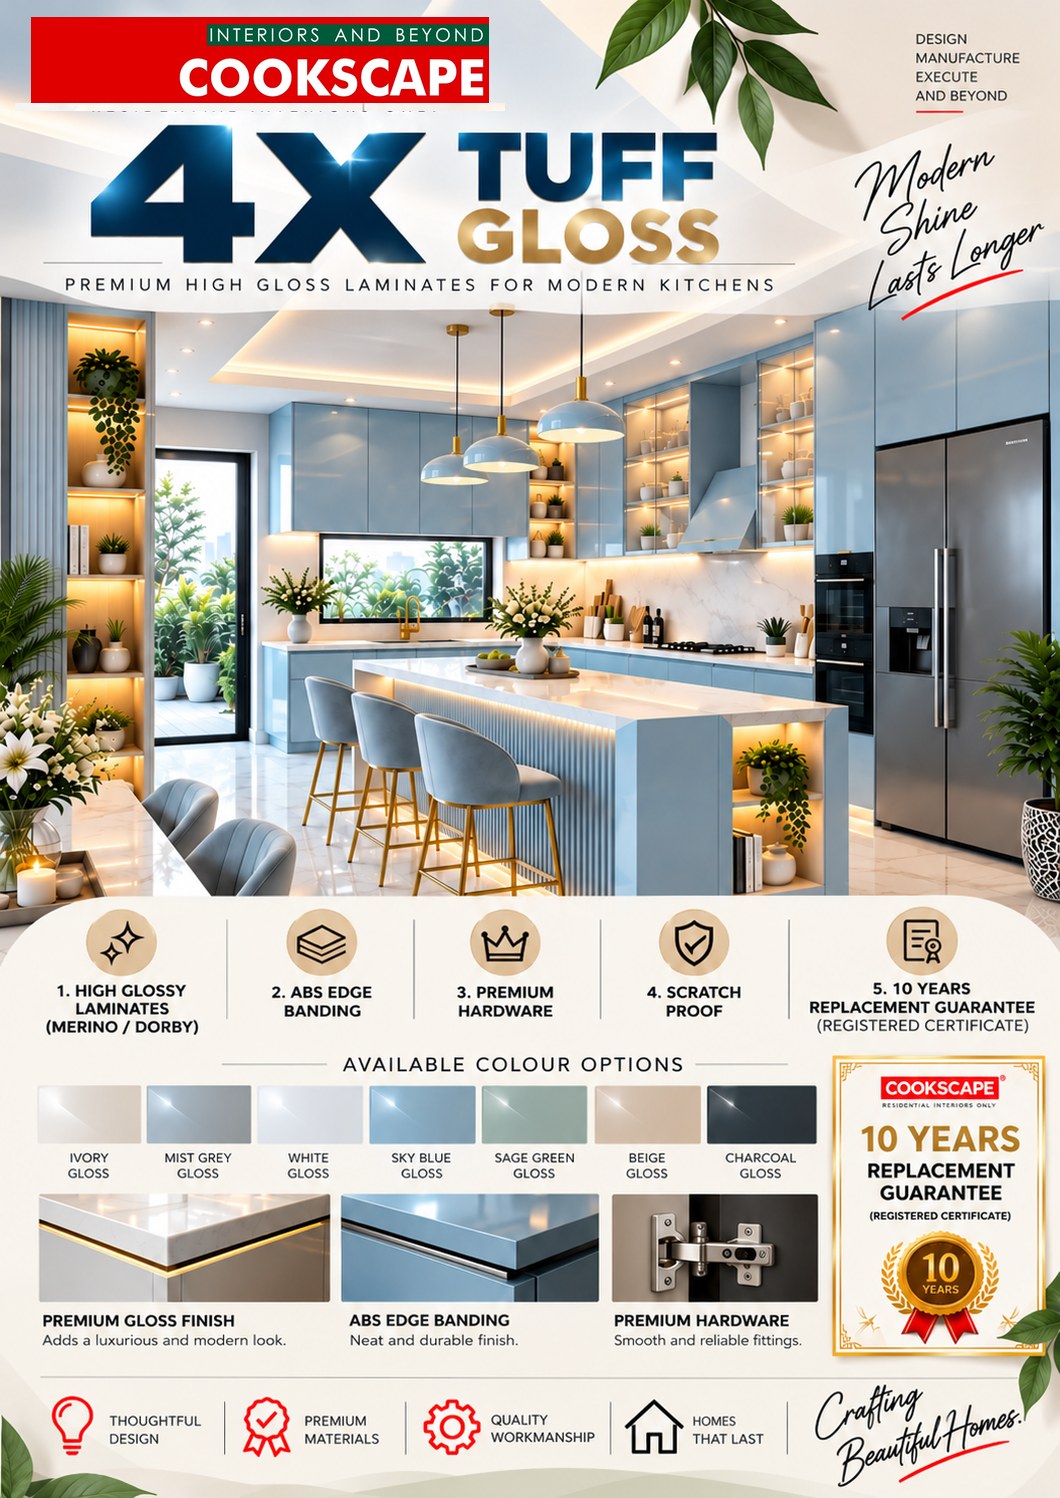 INTERIORS AND BEYOND
COOKSCAPE
DESIGN
MANUFACTURE
EXECUTE
AND BEYOND
4X TUFF
GLOSS
PREMIUM HIGH GLOSS LAMINATES FOR MODERN KITCHENS
Modern
Shine
Lasts Longer
1. HIGH GLOSSY
LAMINATES
(MERINO / DORBY)
2. ABS EDGE
BANDING
3. PREMIUM
HARDWARE
4. SCRATCH
PROOF
5. 10 YEARS
REPLACEMENT GUARANTEE
(REGISTERED CERTIFICATE)
AVAILABLE COLOUR OPTIONS
IVORY
GLOSS
MIST GREY
GLOSS
WHITE
GLOSS
SKY BLUE
GLOSS
SAGE GREEN
GLOSS
BEIGE
GLOSS
CHARCOAL
GLOSS
COOKSCAPE®
RESIDENTIAL INTERIORS ONLY
10 YEARS
REPLACEMENT
GUARANTEE
(REGISTERED CERTIFICATE)
10
YEARS
PREMIUM GLOSS FINISH
Adds a luxurious and modern look.
ABS EDGE BANDING
Neat and durable finish.
PREMIUM HARDWARE
Smooth and reliable fittings.
THOUGHTFUL
DESIGN
PREMIUM
MATERIALS
QUALITY
WORKMANSHIP
HOMES
THAT LAST
Crafting
Beautiful Homes.